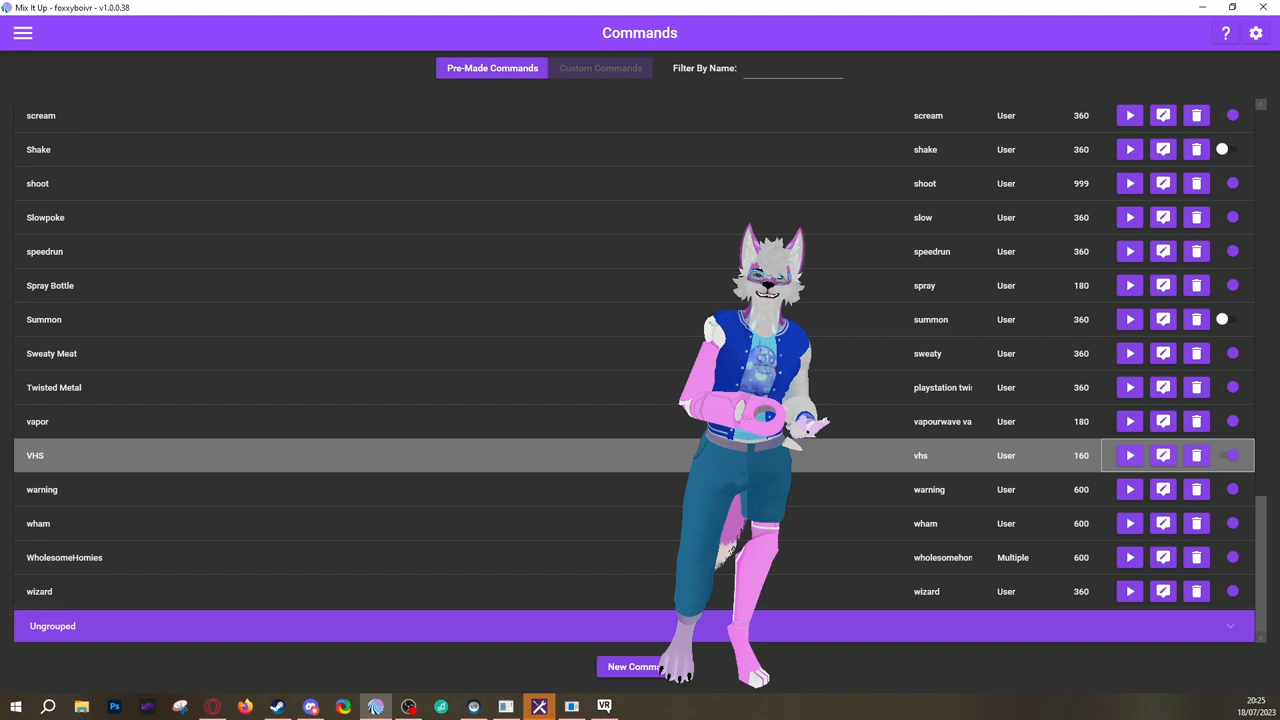 Mix It Up - foxxyboivr - v1.0.0.38
Commands
?
Pre-Made Commands Custom Commands Filter By Name:
scream scream User 360
Shake shake User 360
shoot shoot User 999
Slowpoke slow User 360
speedrun speedrun User 360
Spray Bottle spray User 180
Summon summon User 360
Sweaty Meat sweaty User 360
Twisted Metal playstation twi User 360
vapor vapourwave va User 180
VHS vhs User 160
warning warning User 600
wham wham User 600
WholesomeHomies wholesomehon Multiple 600
wizard wizard User 360
Ungrouped
New Comma
Ps VR 20:25
18/07/2023